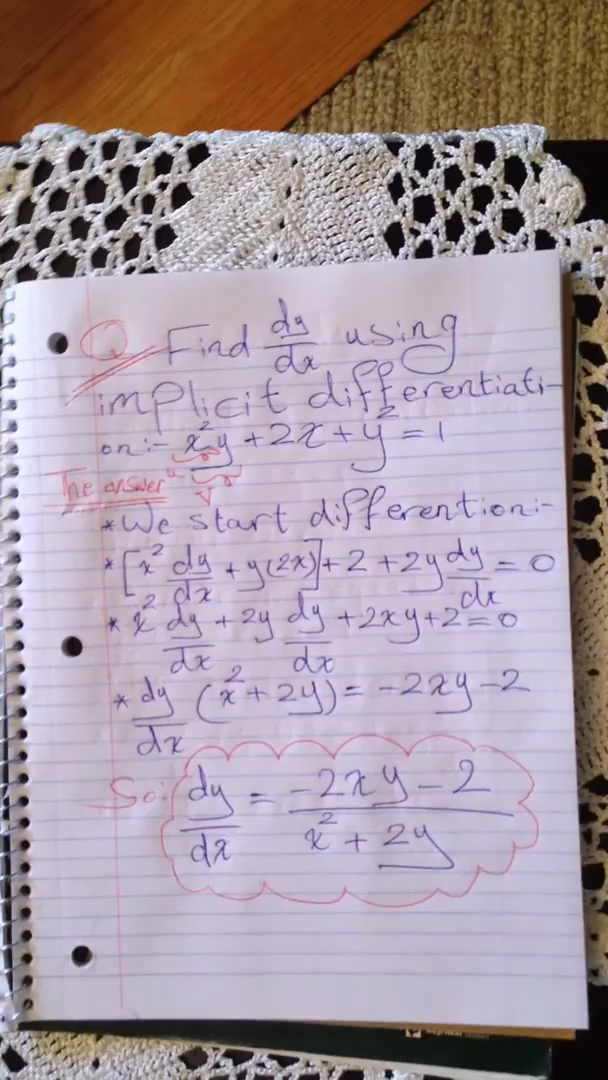 Q Find dy/dx using
implicit differentiati-
on:- x²y + 2x + y² = 1
The answer u v
*We start differention:-
*[x² dy/dx + y(2x)] + 2 + 2y dy/dx = 0
* x² dy/dx + 2y dy/dx + 2xy + 2 = 0
* dy/dx (x² + 2y) = -2xy - 2
So: dy/dx = (-2xy - 2)/(x² + 2y)